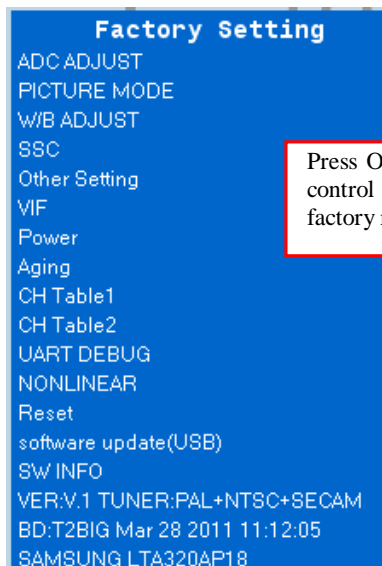 Factory Setting
ADC ADJUST
PICTURE MODE
W/B ADJUST
SSC
Other Setting
VIF
Power
Aging
CH Table1
CH Table2
UART DEBUG
NONLINEAR
Reset
software update(USB)
SW INFO
VER:V.1 TUNER:PAL+NTSC+SECAM
BD:T2BIG Mar 28 2011 11:12:05
SAMSUNG LTA320AP18
Press
control
factory